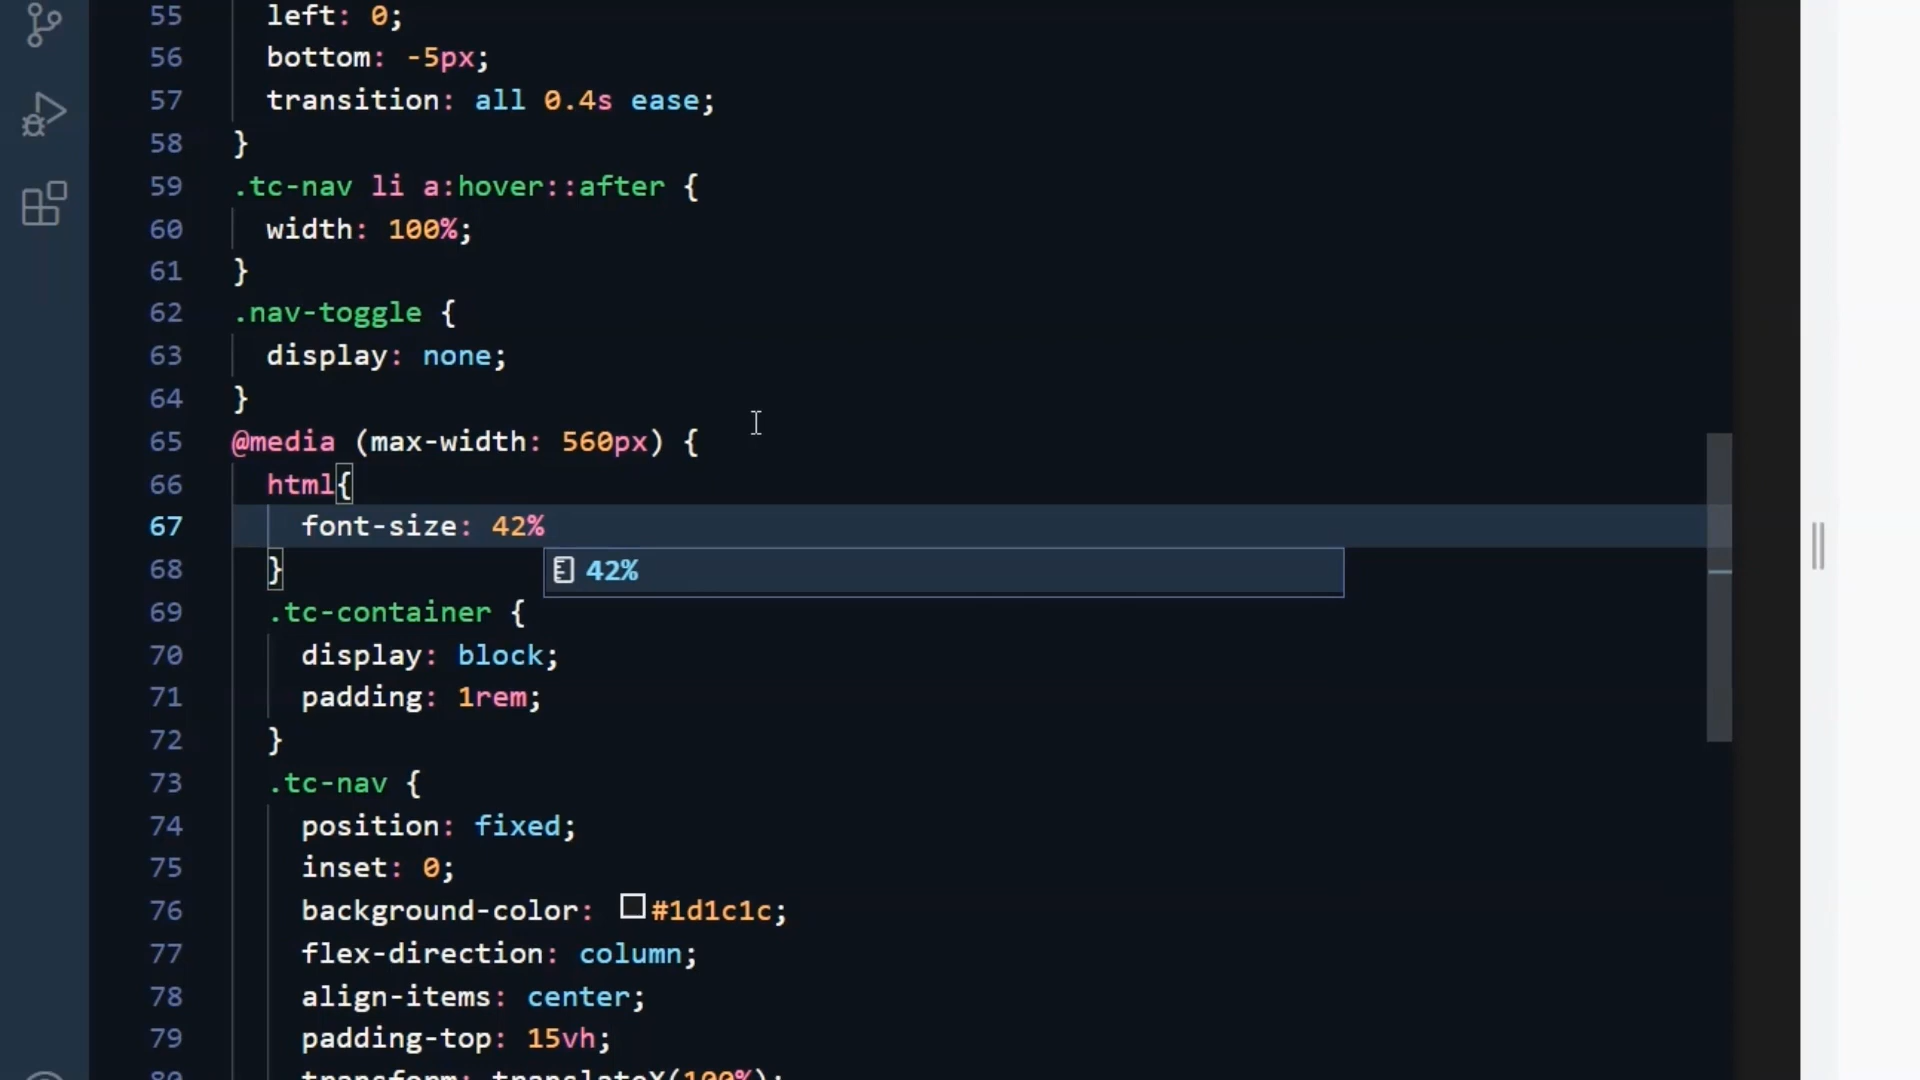 55 left: 0;
56 bottom: -5px;
57 transition: all 0.4s ease;
58 }
59 .tc-nav li a:hover::after {
60 width: 100%;
61 }
62 .nav-toggle {
63 display: none;
64 }
65 @media (max-width: 560px) {
66 html{
67 font-size: 42%
42%
68 }
69 .tc-container {
70 display: block;
71 padding: 1rem;
72 }
73 .tc-nav {
74 position: fixed;
75 inset: 0;
76 background-color: #1d1c1c;
77 flex-direction: column;
78 align-items: center;
79 padding-top: 15vh;
80 transform: translateX(100%);